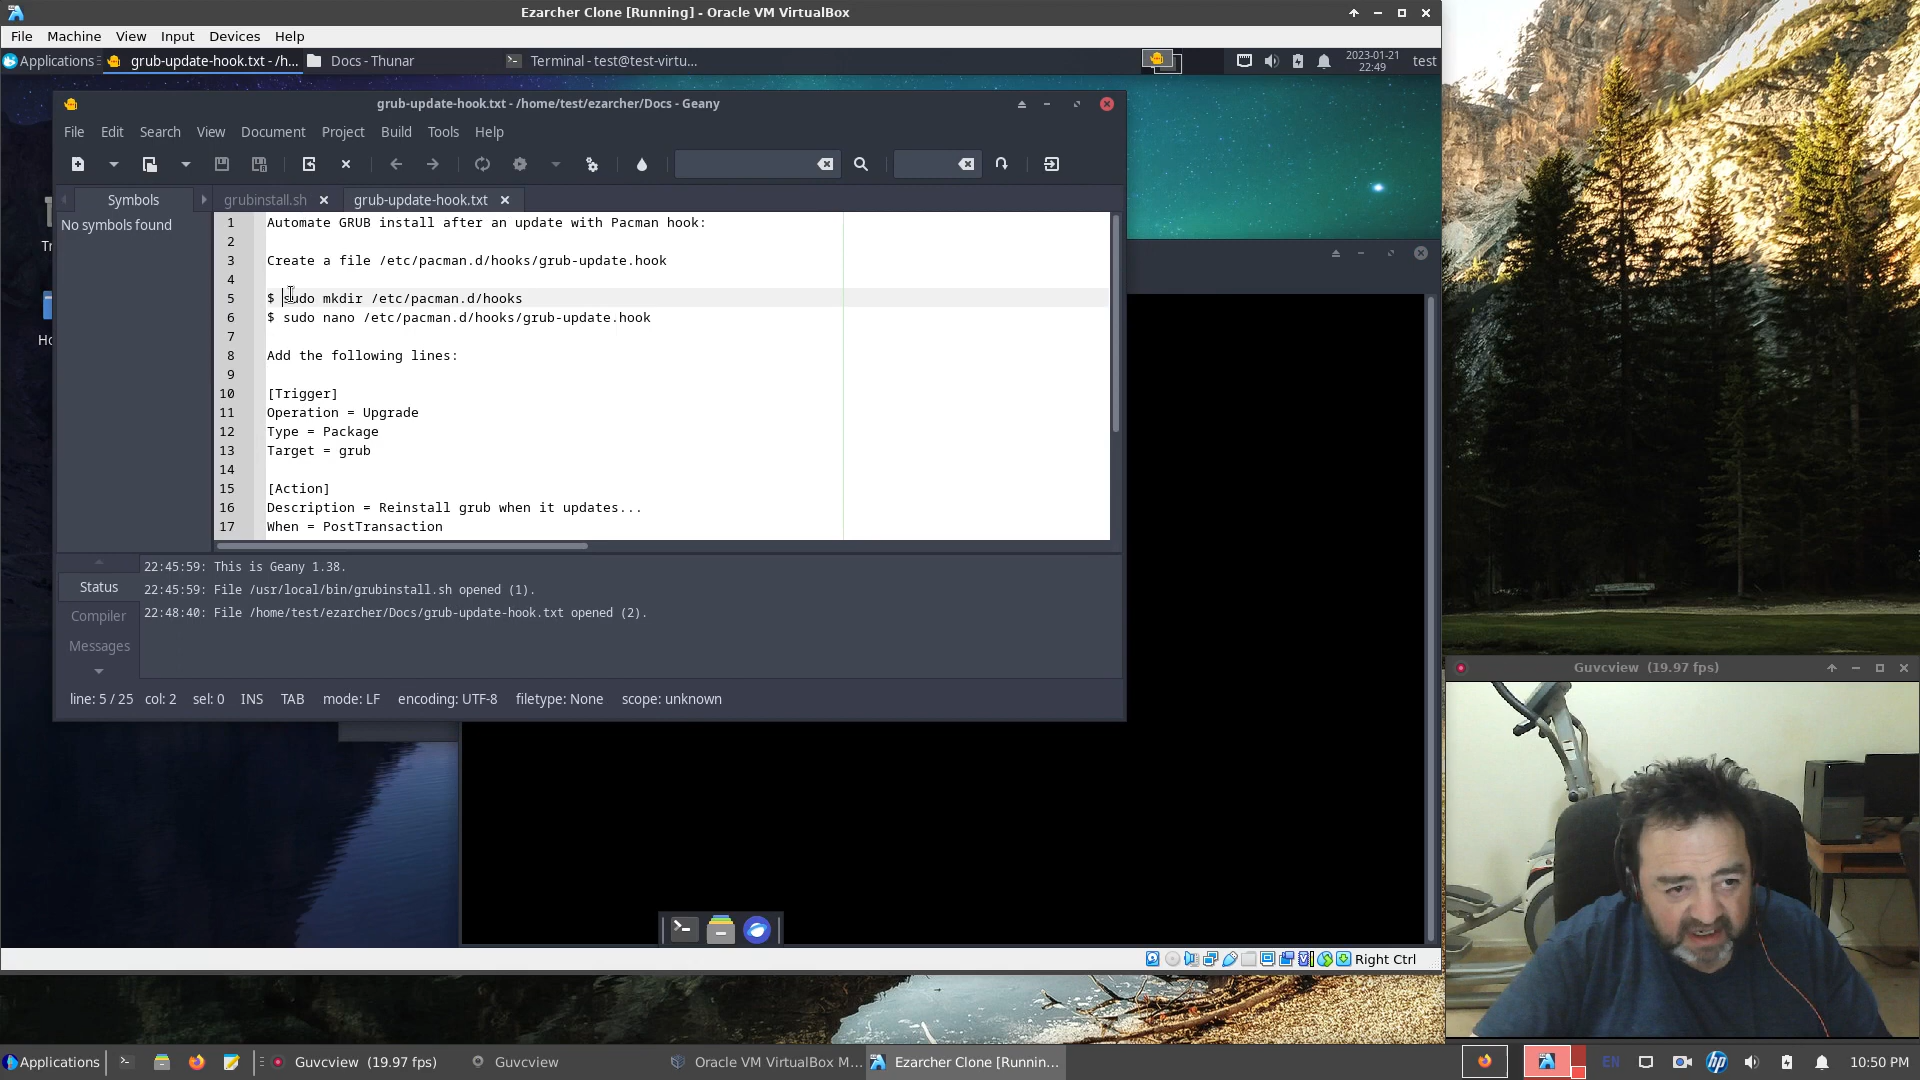 Ezarcher Clone [Running] - Oracle VM VirtualBox
File Machine View Input Devices Help
Applications grub-update-hook.txt - /h... Docs - Thunar Terminal - test@test-virtu... 2023-01-21 22:49 test
grub-update-hook.txt - /home/test/ezarcher/Docs - Geany
File Edit Search View Document Project Build Tools Help
Symbols grubinstall.sh grub-update-hook.txt
No symbols found
1 Automate GRUB install after an update with Pacman hook:
2
3 Create a file /etc/pacman.d/hooks/grub-update.hook
4
5 $ sudo mkdir /etc/pacman.d/hooks
6 $ sudo nano /etc/pacman.d/hooks/grub-update.hook
7
8 Add the following lines:
9
10 [Trigger]
11 Operation = Upgrade
12 Type = Package
13 Target = grub
14
15 [Action]
16 Description = Reinstall grub when it updates...
17 When = PostTransaction
Status
Compiler
Messages
22:45:59: This is Geany 1.38.
22:45:59: File /usr/local/bin/grubinstall.sh opened (1).
22:48:40: File /home/test/ezarcher/Docs/grub-update-hook.txt opened (2).
line: 5 / 25 col: 2 sel: 0 INS TAB mode: LF encoding: UTF-8 filetype: None scope: unknown
Right Ctrl
Guvcview (19.97 fps)
Applications Guvcview (19.97 fps) Guvcview Oracle VM VirtualBox M... Ezarcher Clone [Runnin... EN hp 10:50 PM